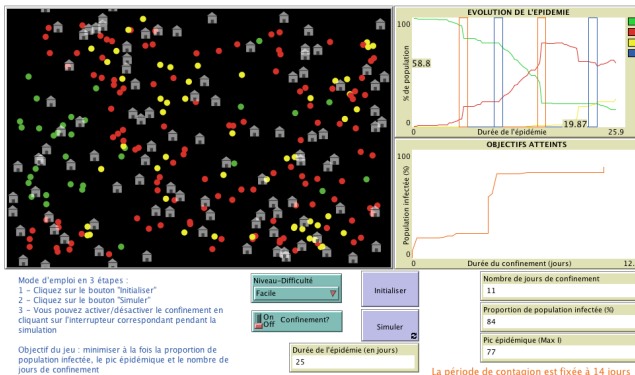 EVOLUTION DE L'EPIDEMIE
100
% de population
58.8
19.87
0
0
Durée de l'épidémie
25.9
OBJECTIFS ATTEINTS
100
Population infectée (%)
0
0
Durée du confinement (jours)
12.
Mode d'emploi en 3 étapes :
1 - Cliquez sur le bouton "Initialiser"
2 - Cliquez sur le bouton "Simuler"
3 - Vous pouvez activer/désactiver le confinement en
cliquant sur l'interrupteur correspondant pendant la
simulation
Objectif du jeu : minimiser à la fois la proportion de
population infectée, le pic épidémique et le nombre de
jours de confinement
Niveau-Difficulté
Facile
On
Off
Confinement?
Initialiser
Simuler
Durée de l'épidémie (en jours)
25
Nombre de jours de confinement
11
Proportion de population infectée (%)
84
Pic épidémique (Max I)
77
La période de contagion est fixée à 14 jours